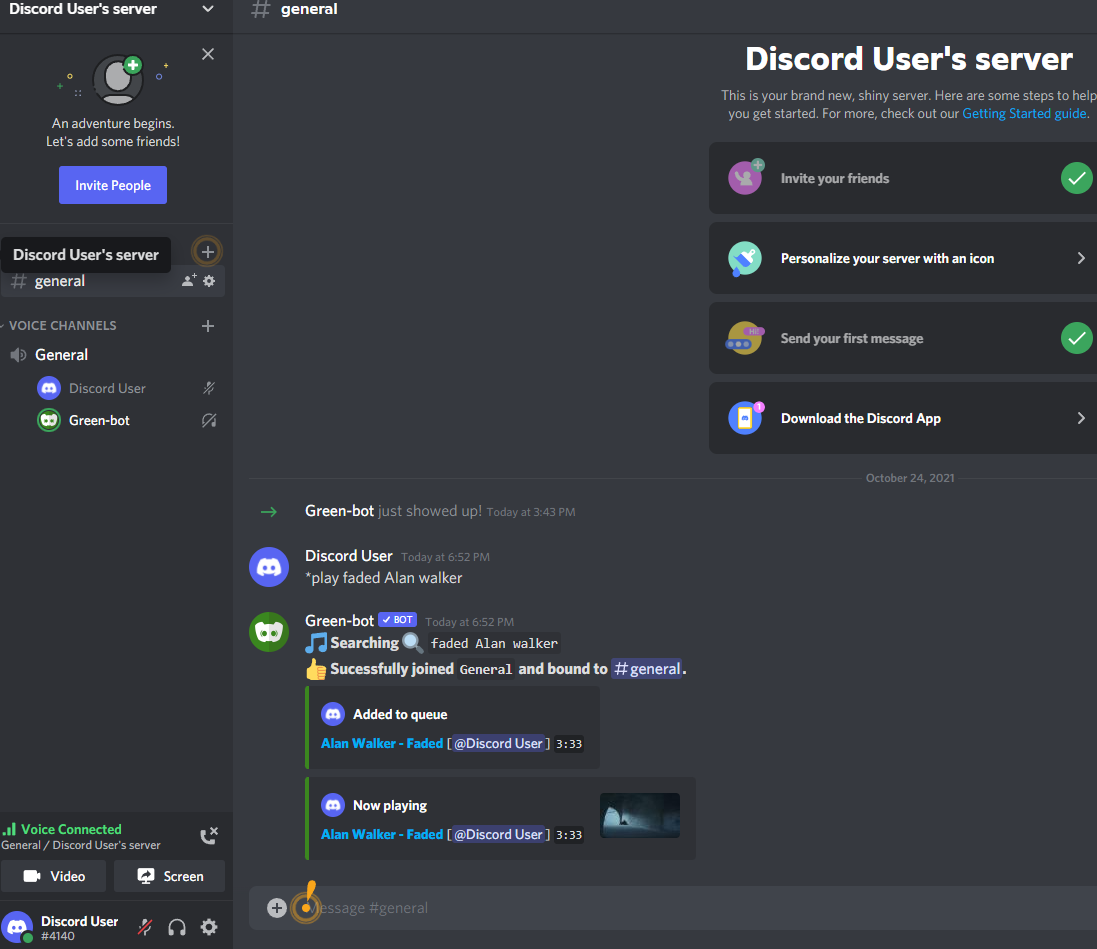 Discord User's server
general
An adventure begins.
Let's add some friends!
Invite People
Discord User's server
general
VOICE CHANNELS
General
Discord User
Green-bot
Voice Connected
General / Discord User's server
Video
Screen
Discord User
#4140
Discord User's server
This is your brand new, shiny server. Here are some steps to help
you get started. For more, check out our Getting Started guide.
Invite your friends
Personalize your server with an icon
Hi!
Send your first message
1
Download the Discord App
October 24, 2021
Green-bot just showed up! Today at 3:43 PM
Discord User Today at 6:52 PM
*play faded Alan walker
Green-bot BOT Today at 6:52 PM
Searching faded Alan walker
Sucessfully joined General and bound to #general.
Added to queue
Alan Walker - Faded [@Discord User] 3:33
Now playing
Alan Walker - Faded [@Discord User] 3:33
essage #general